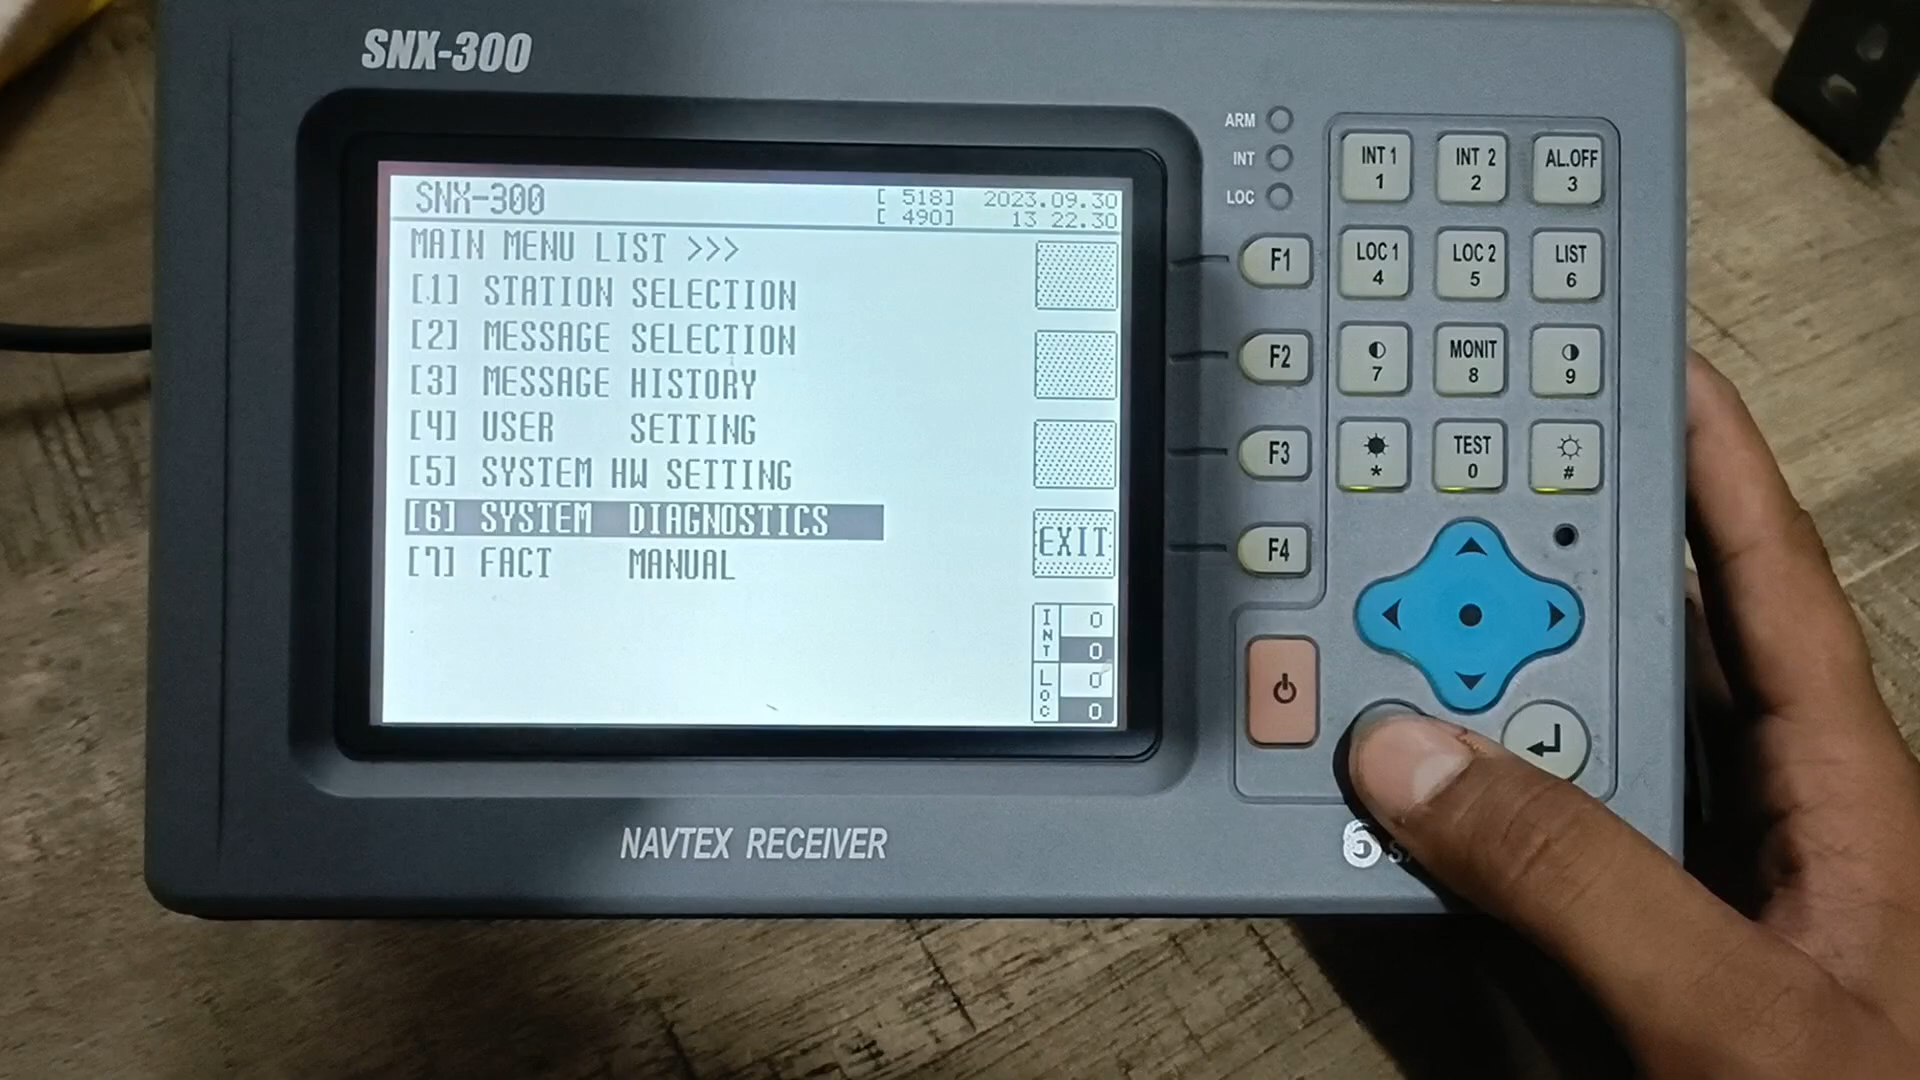 SNX-300
SNX-300
[ 518] 2023.09.30
[ 490] 13 22.30
MAIN MENU LIST >>>
[1] STATION SELECTION
[2] MESSAGE SELECTION
[3] MESSAGE HISTORY
[4] USER SETTING
[5] SYSTEM HW SETTING
[6] SYSTEM DIAGNOSTICS
[7] FACT MANUAL
EXIT
INT 0
0
LOC 0
0
ARM
INT
LOC
F1
F2
F3
F4
INT 1
1
INT 2
2
AL.OFF
3
LOC 1
4
LOC 2
5
LIST
6
7
MONIT
8
9
*
TEST
0
#
NAVTEX RECEIVER